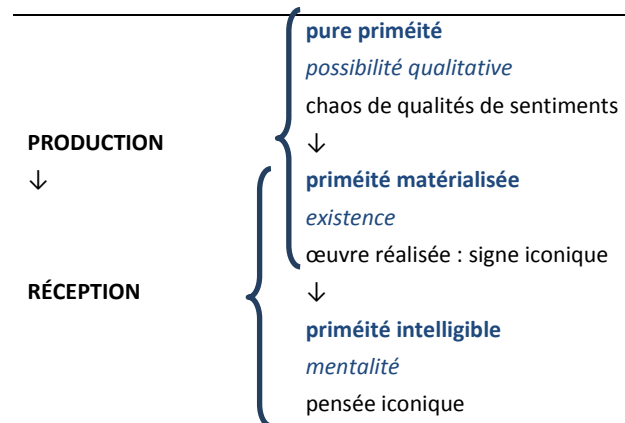 pure priméité
possibilité qualitative
chaos de qualités de sentiments
PRODUCTION ↓
↓ priméité matérialisée
existence
œuvre réalisée : signe iconique
RÉCEPTION ↓
priméité intelligible
mentalité
pensée iconique